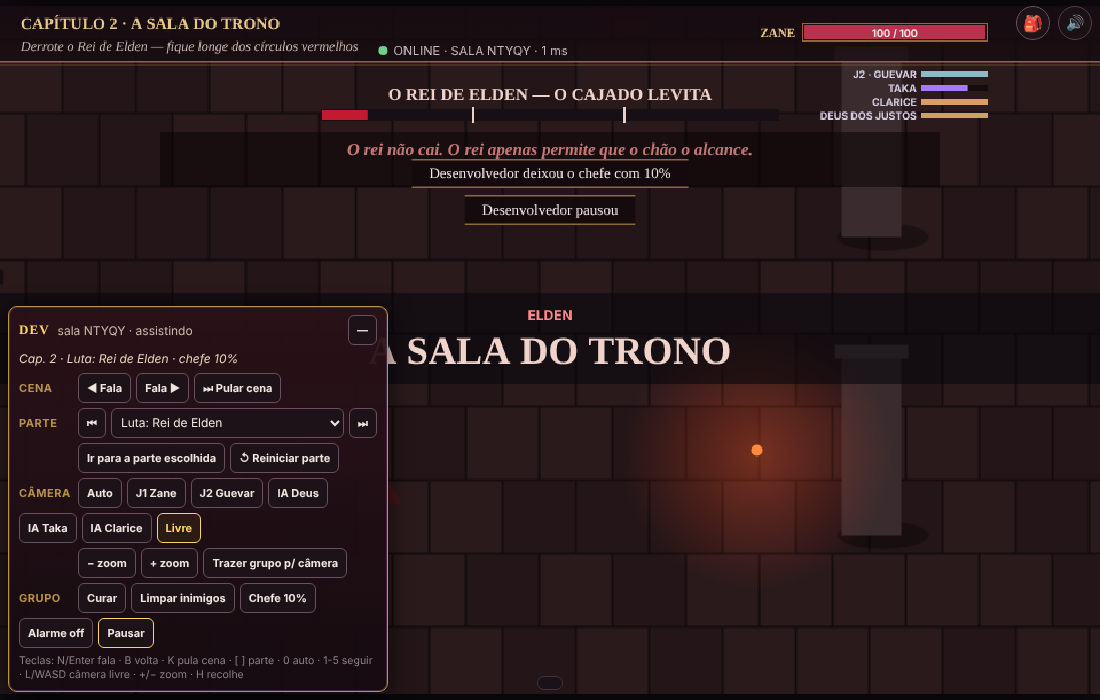 CAPÍTULO 2 · A SALA DO TRONO
Derrote o Rei de Elden — fique longe dos círculos vermelhos
ONLINE · SALA NTYQY · 1 ms
ZANE
100 / 100
J2 · GUEVAR
TAKA
CLARICE
DEUS DOS JUSTOS
O REI DE ELDEN — O CAJADO LEVITA
O rei não cai. O rei apenas permite que o chão o alcance.
Desenvolvedor deixou o chefe com 10%
Desenvolvedor pausou
ELDEN
A SALA DO TRONO
DEV sala NTYQY · assistindo
—
Cap. 2 · Luta: Rei de Elden · chefe 10%
CENA ◀ Fala Fala ▶ ⏭ Pular cena
PARTE ⏮ Luta: Rei de Elden ⏭
Ir para a parte escolhida ↺ Reiniciar parte
CÂMERA Auto J1 Zane J2 Guevar IA Deus
IA Taka IA Clarice Livre
− zoom + zoom Trazer grupo p/ câmera
GRUPO Curar Limpar inimigos Chefe 10%
Alarme off Pausar
Teclas: N/Enter fala · B volta · K pula cena · [ ] parte · 0 auto · 1-5 seguir
· L/WASD câmera livre · +/− zoom · H recolhe